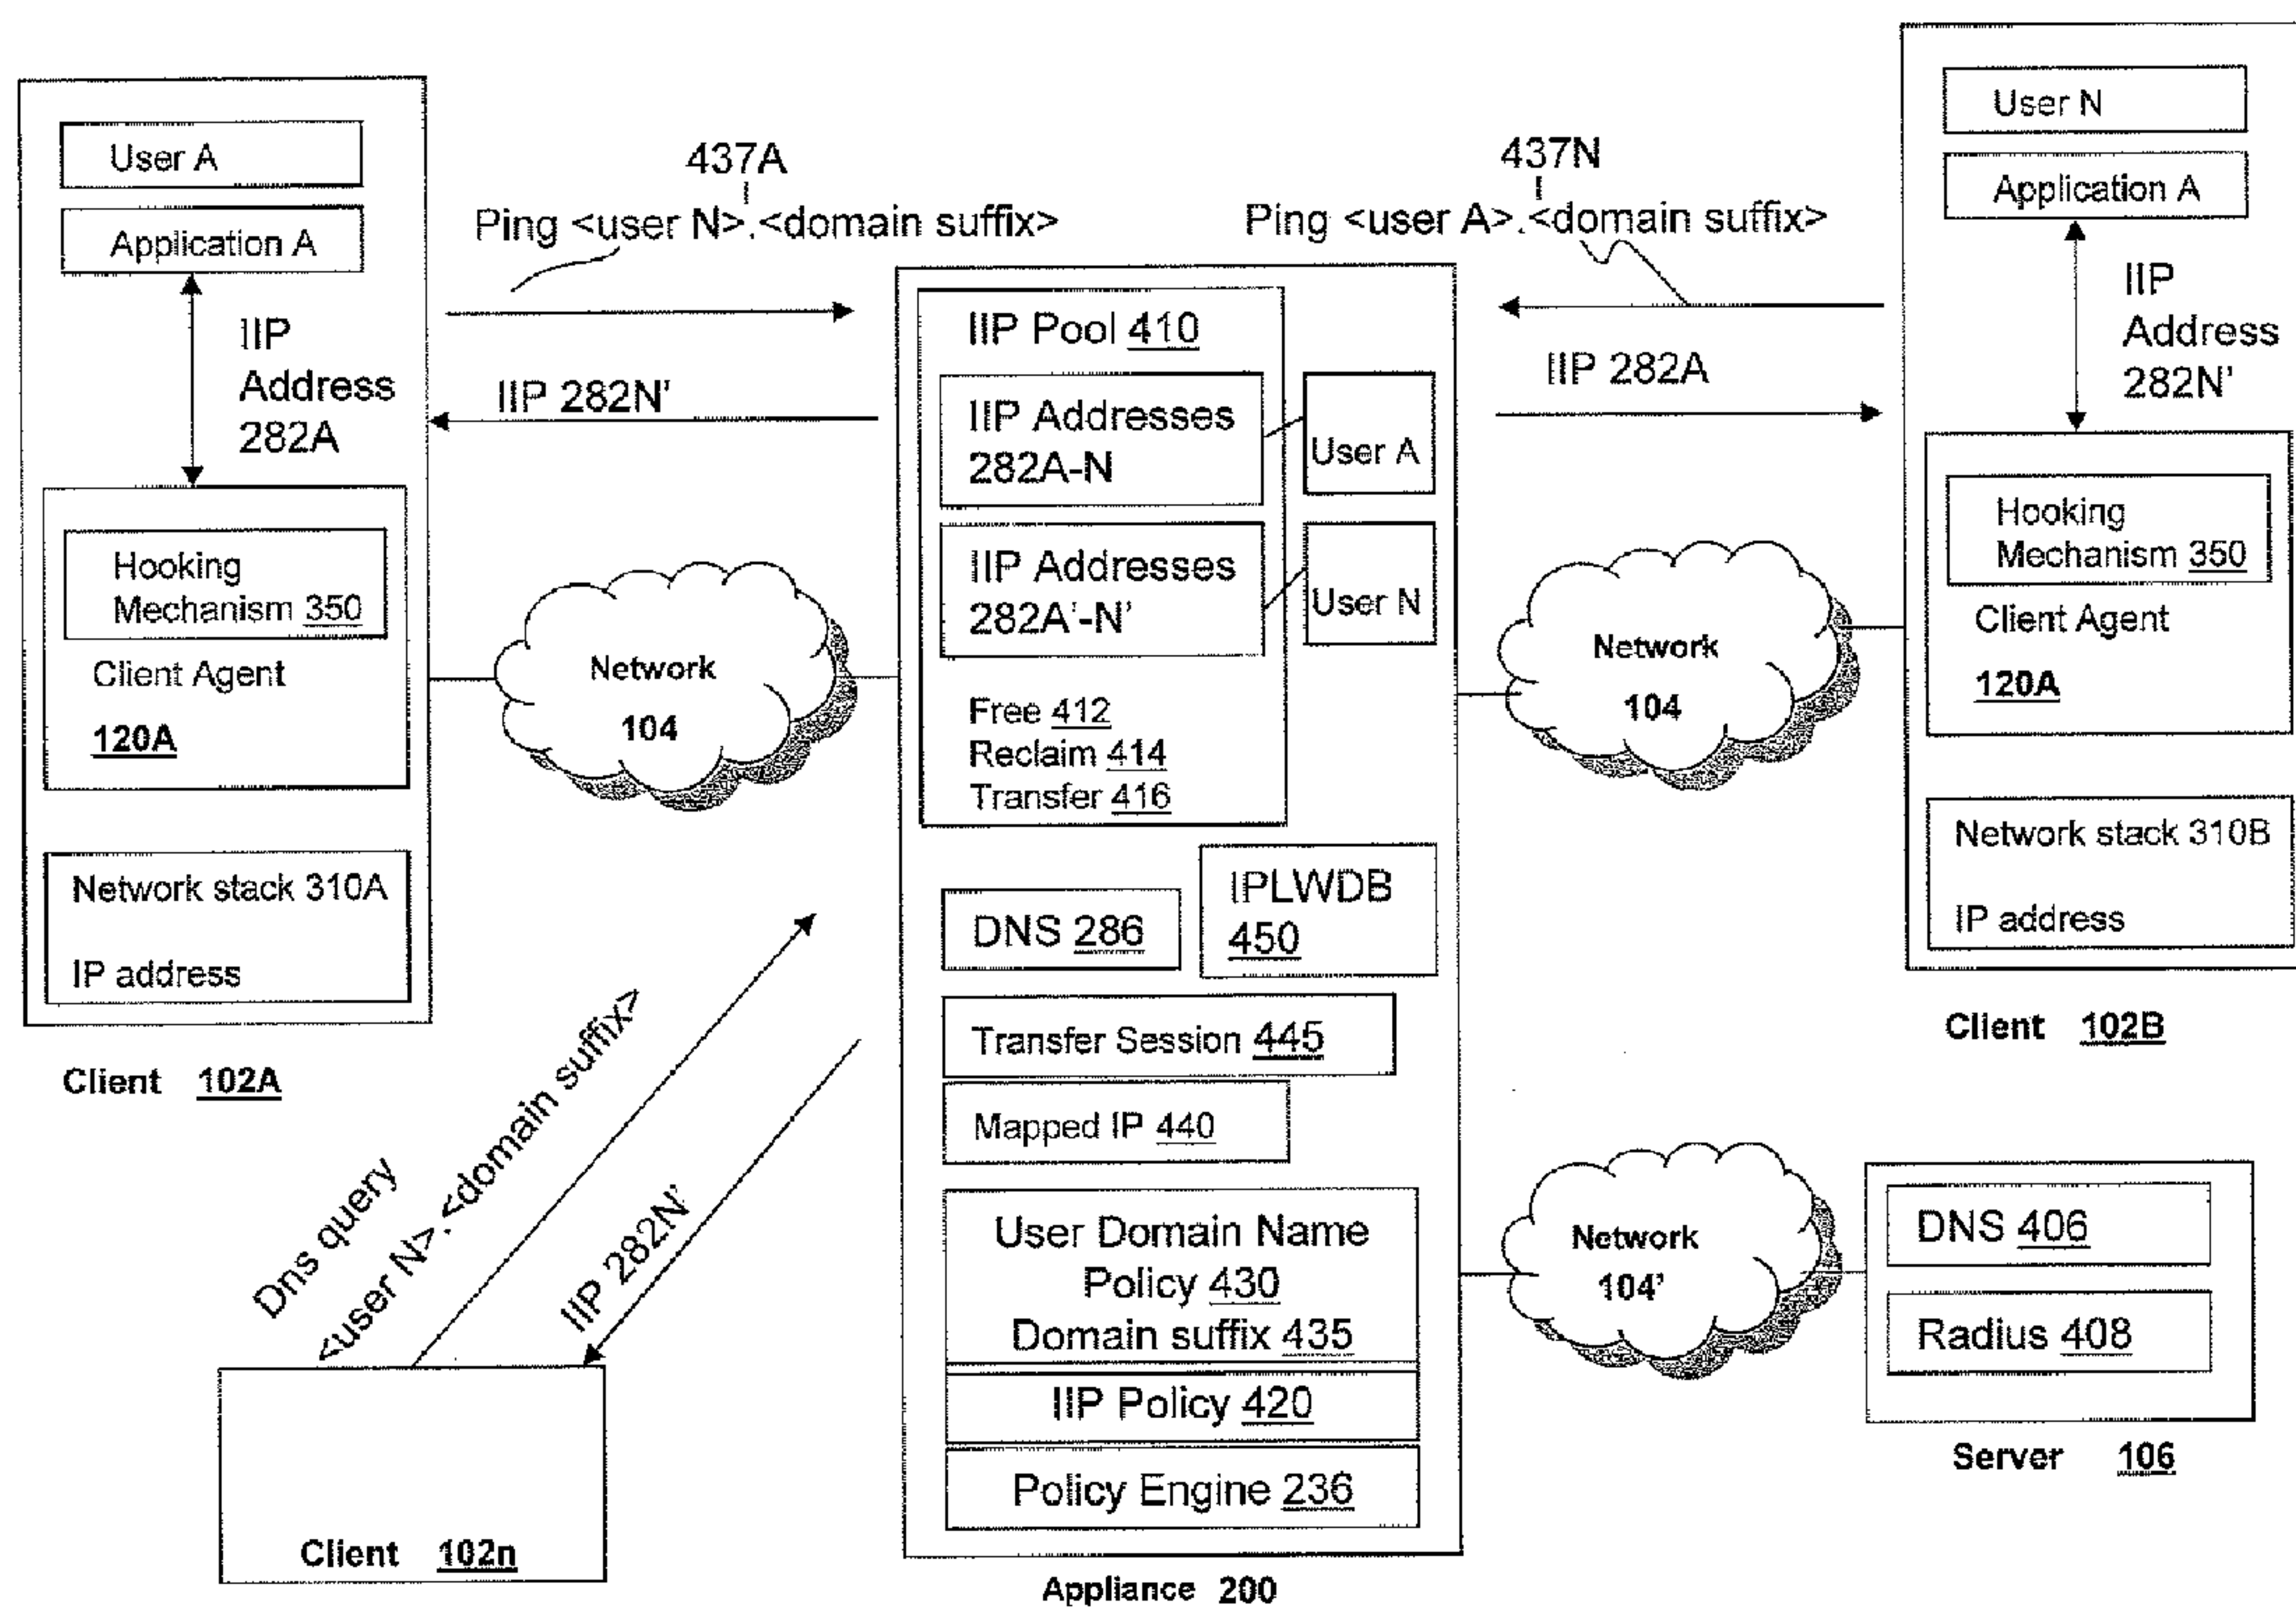 User A
Application A
IIP
Address
282A
Hooking
Mechanism 350
Client Agent
120A
Network stack 310A
IP address
Client 102A
437A
Ping <user N>.<domain suffix>
IIP 282N'
Network
104
Dns query
<user N>.<domain suffix>
IIP 282N'
Client 102n
IIP Pool 410
IIP Addresses
282A-N
User A
IIP Addresses
282A'-N'
User N
Free 412
Reclaim 414
Transfer 416
DNS 286
IPLWDB
450
Transfer Session 445
Mapped IP 440
User Domain Name
Policy 430
Domain suffix 435
IIP Policy 420
Policy Engine 236
Appliance 200
437N
Ping <user A>.<domain suffix>
IIP 282A
Network
104
User N
Application A
IIP
Address
282N'
Hooking
Mechanism 350
Client Agent
120A
Network stack 310B
IP address
Client 102B
Network
104'
DNS 406
Radius 408
Server 106